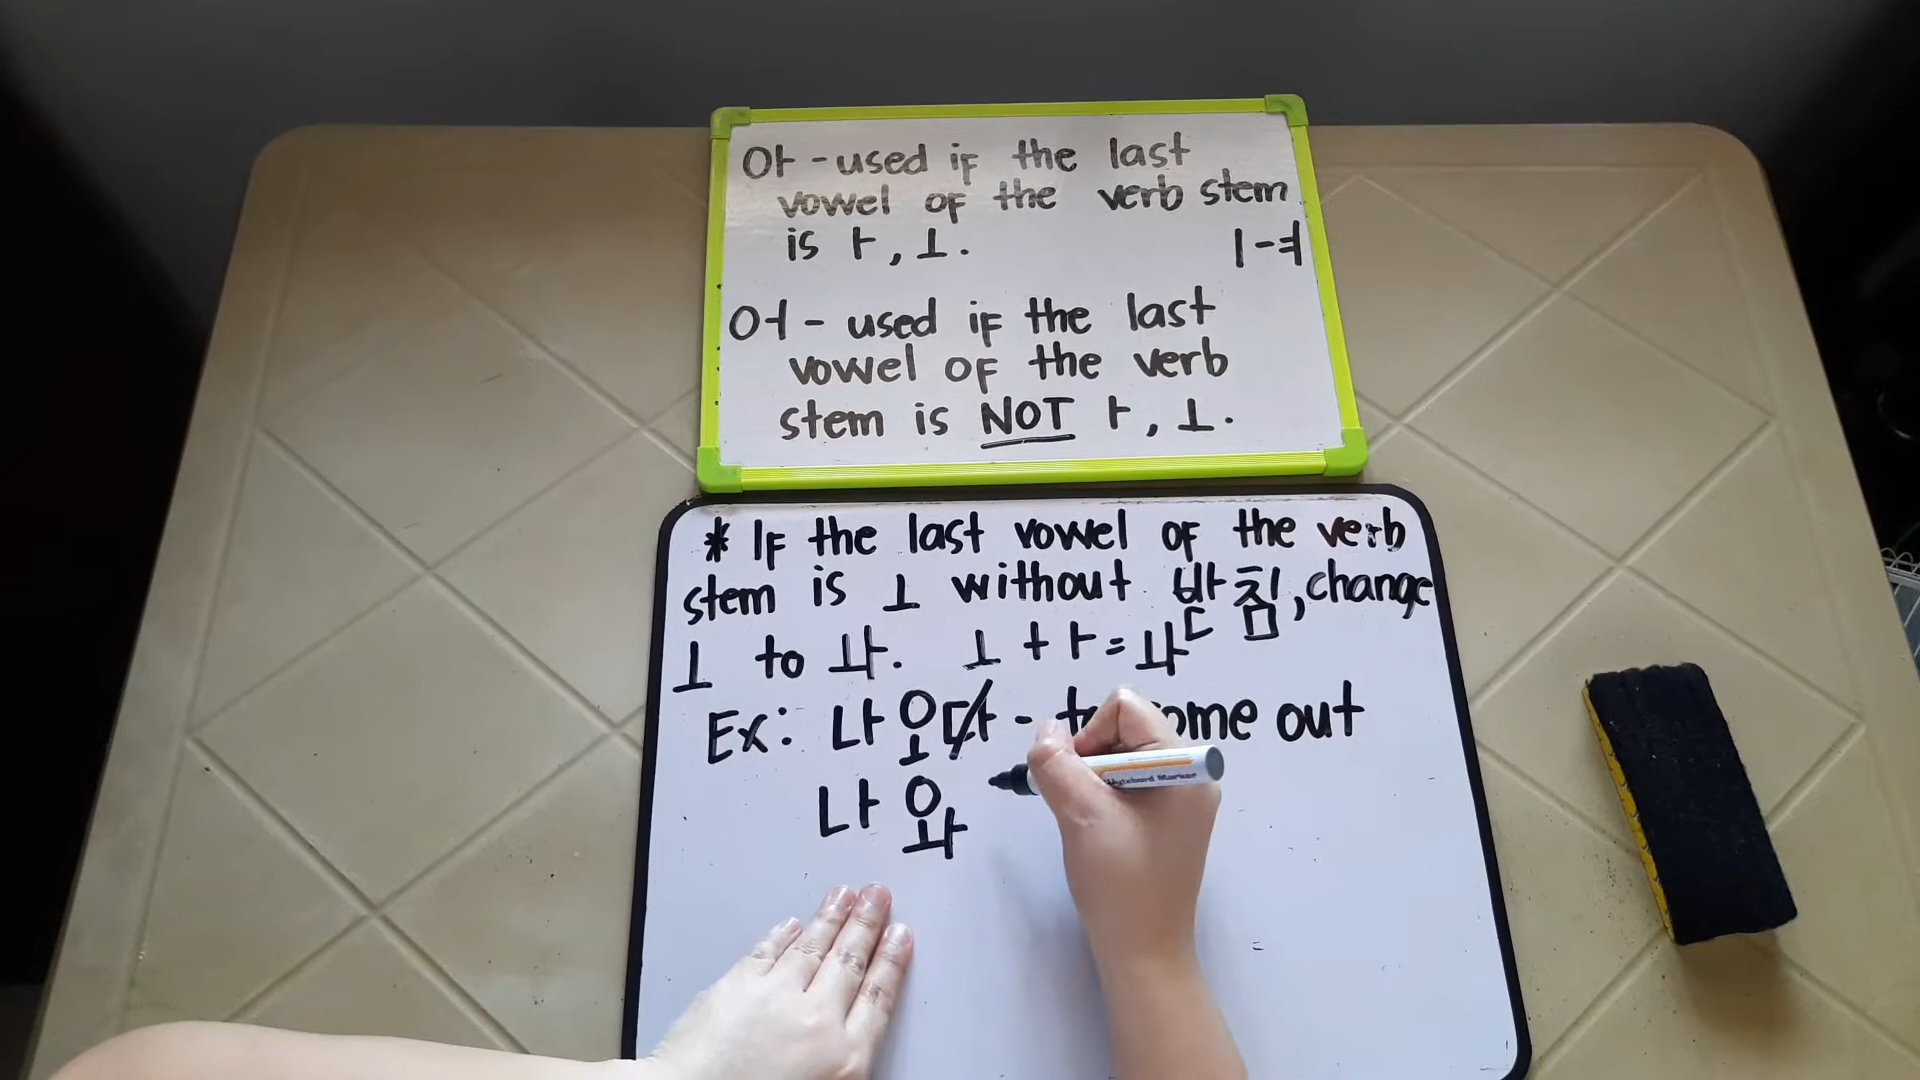 아 - used if the last
vowel of the verb stem
is ㅏ, ㅗ.
ㅣ-ㅕ
어 - used if the last
vowel of the verb
stem is NOT ㅏ, ㅗ.
* If the last vowel of the verb
stem is ㅗ without 받침, change
ㅗ to ㅘ. ㅗ + ㅏ = ㅘ
Ex: 나오다 - to come out
나와
Whiteboard Marker